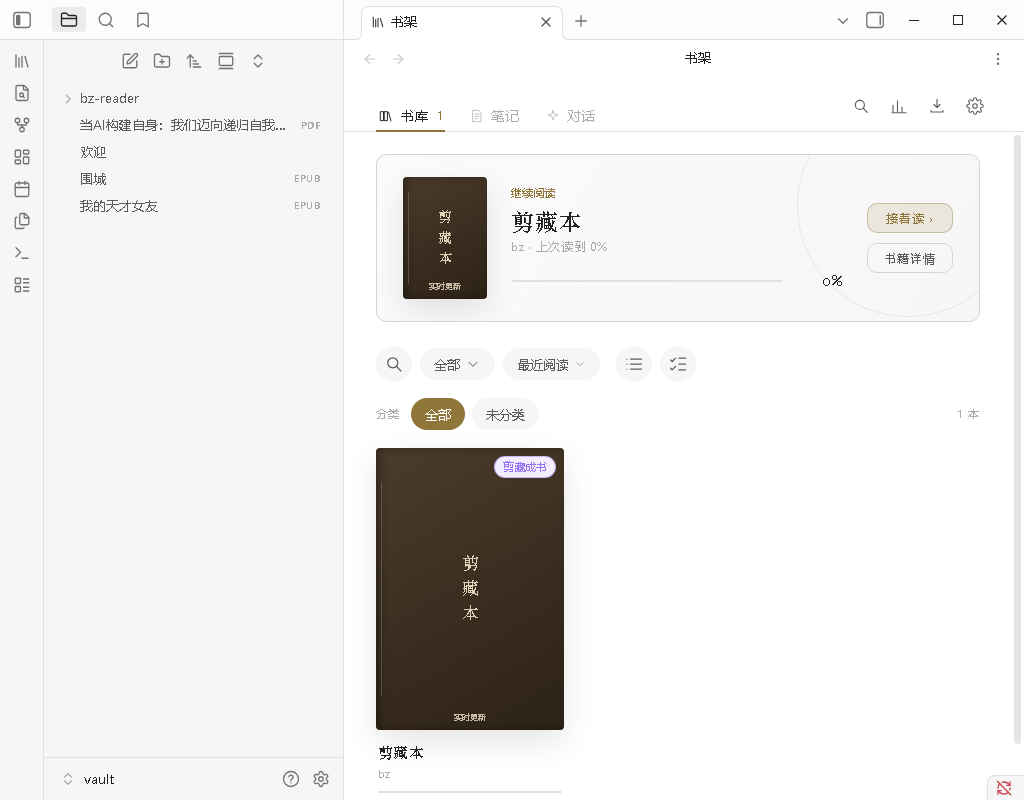 书架
书架
bz-reader
当AI构建自身：我们迈向递归自我... PDF
欢迎
围城 EPUB
我的天才女友 EPUB
vault
书库 1
笔记
对话
剪藏本
实时更新
继续阅读
剪藏本
bz · 上次读到 0%
0%
接着读 ›
书籍详情
全部
最近阅读
分类
全部
未分类
1 本
剪藏成书
剪藏本
实时更新
剪藏本
bz